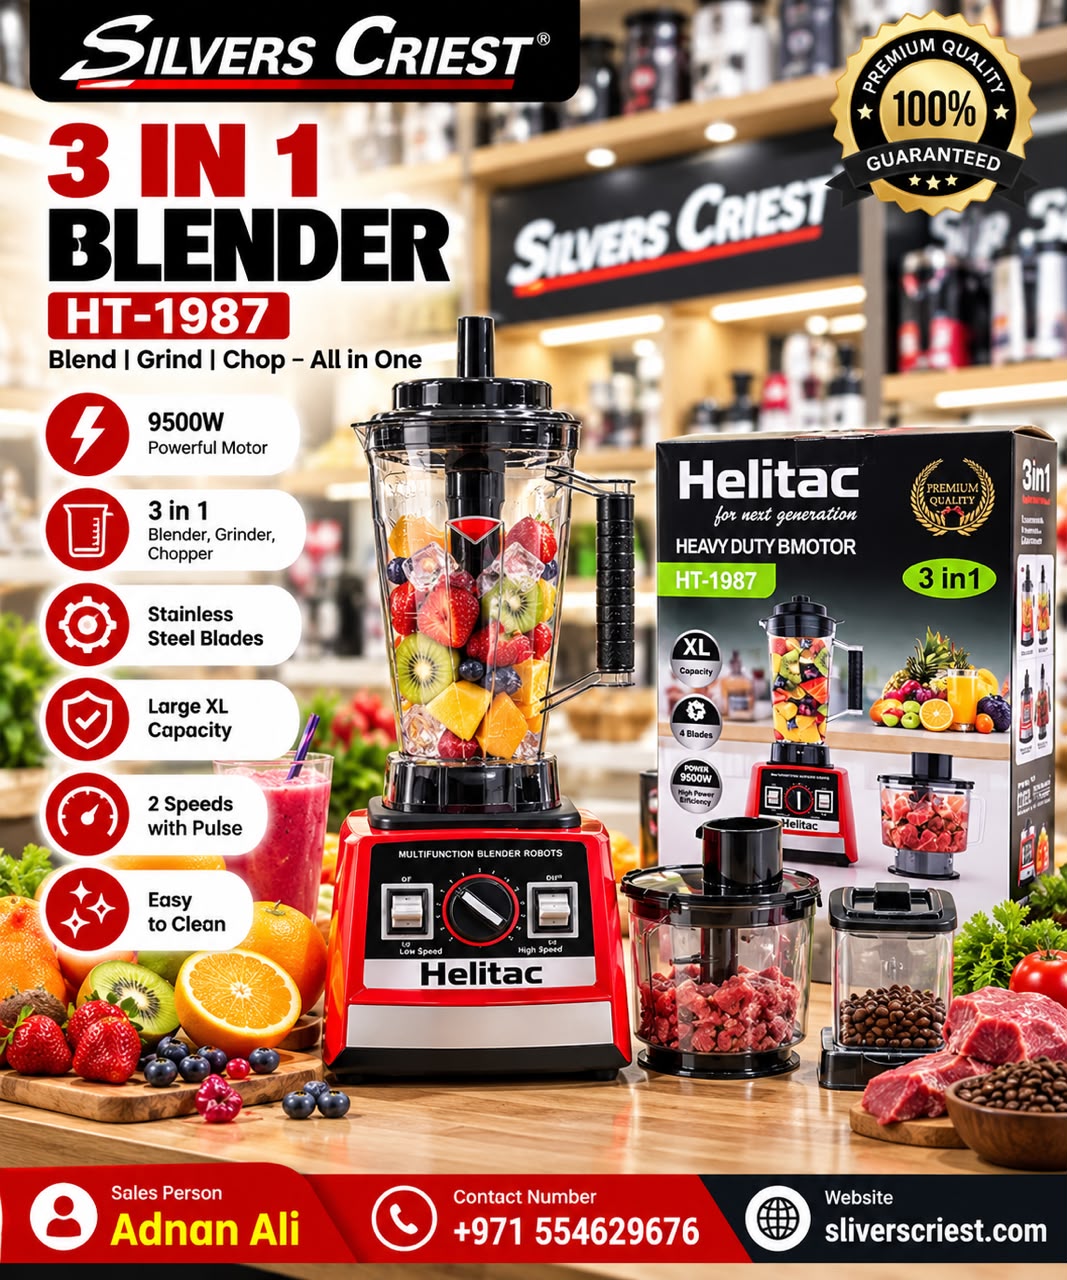 SILVERS CRIEST®
3 IN 1
BLENDER
HT-1987
Blend | Grind | Chop – All in One
9500W
Powerful Motor
3 in 1
Blender, Grinder,
Chopper
Stainless
Steel Blades
Large XL
Capacity
2 Speeds
with Pulse
Easy
to Clean
PREMIUM QUALITY
100%
GUARANTEED
SILVERS CRIEST
Helitac
for next generation
HEAVY DUTY BMOTOR
HT-1987
3 in1
PREMIUM
QUALITY
XL
Capacity
4 Blades
POWER
9500W
High Power
Efficiency
Helitac
3in1
MULTIFUNCTION BLENDER ROBOTS
OF
Low Speed
High Speed
Helitac
Sales Person
Adnan Ali
Contact Number
+971 554629676
Website
sliverscriest.com